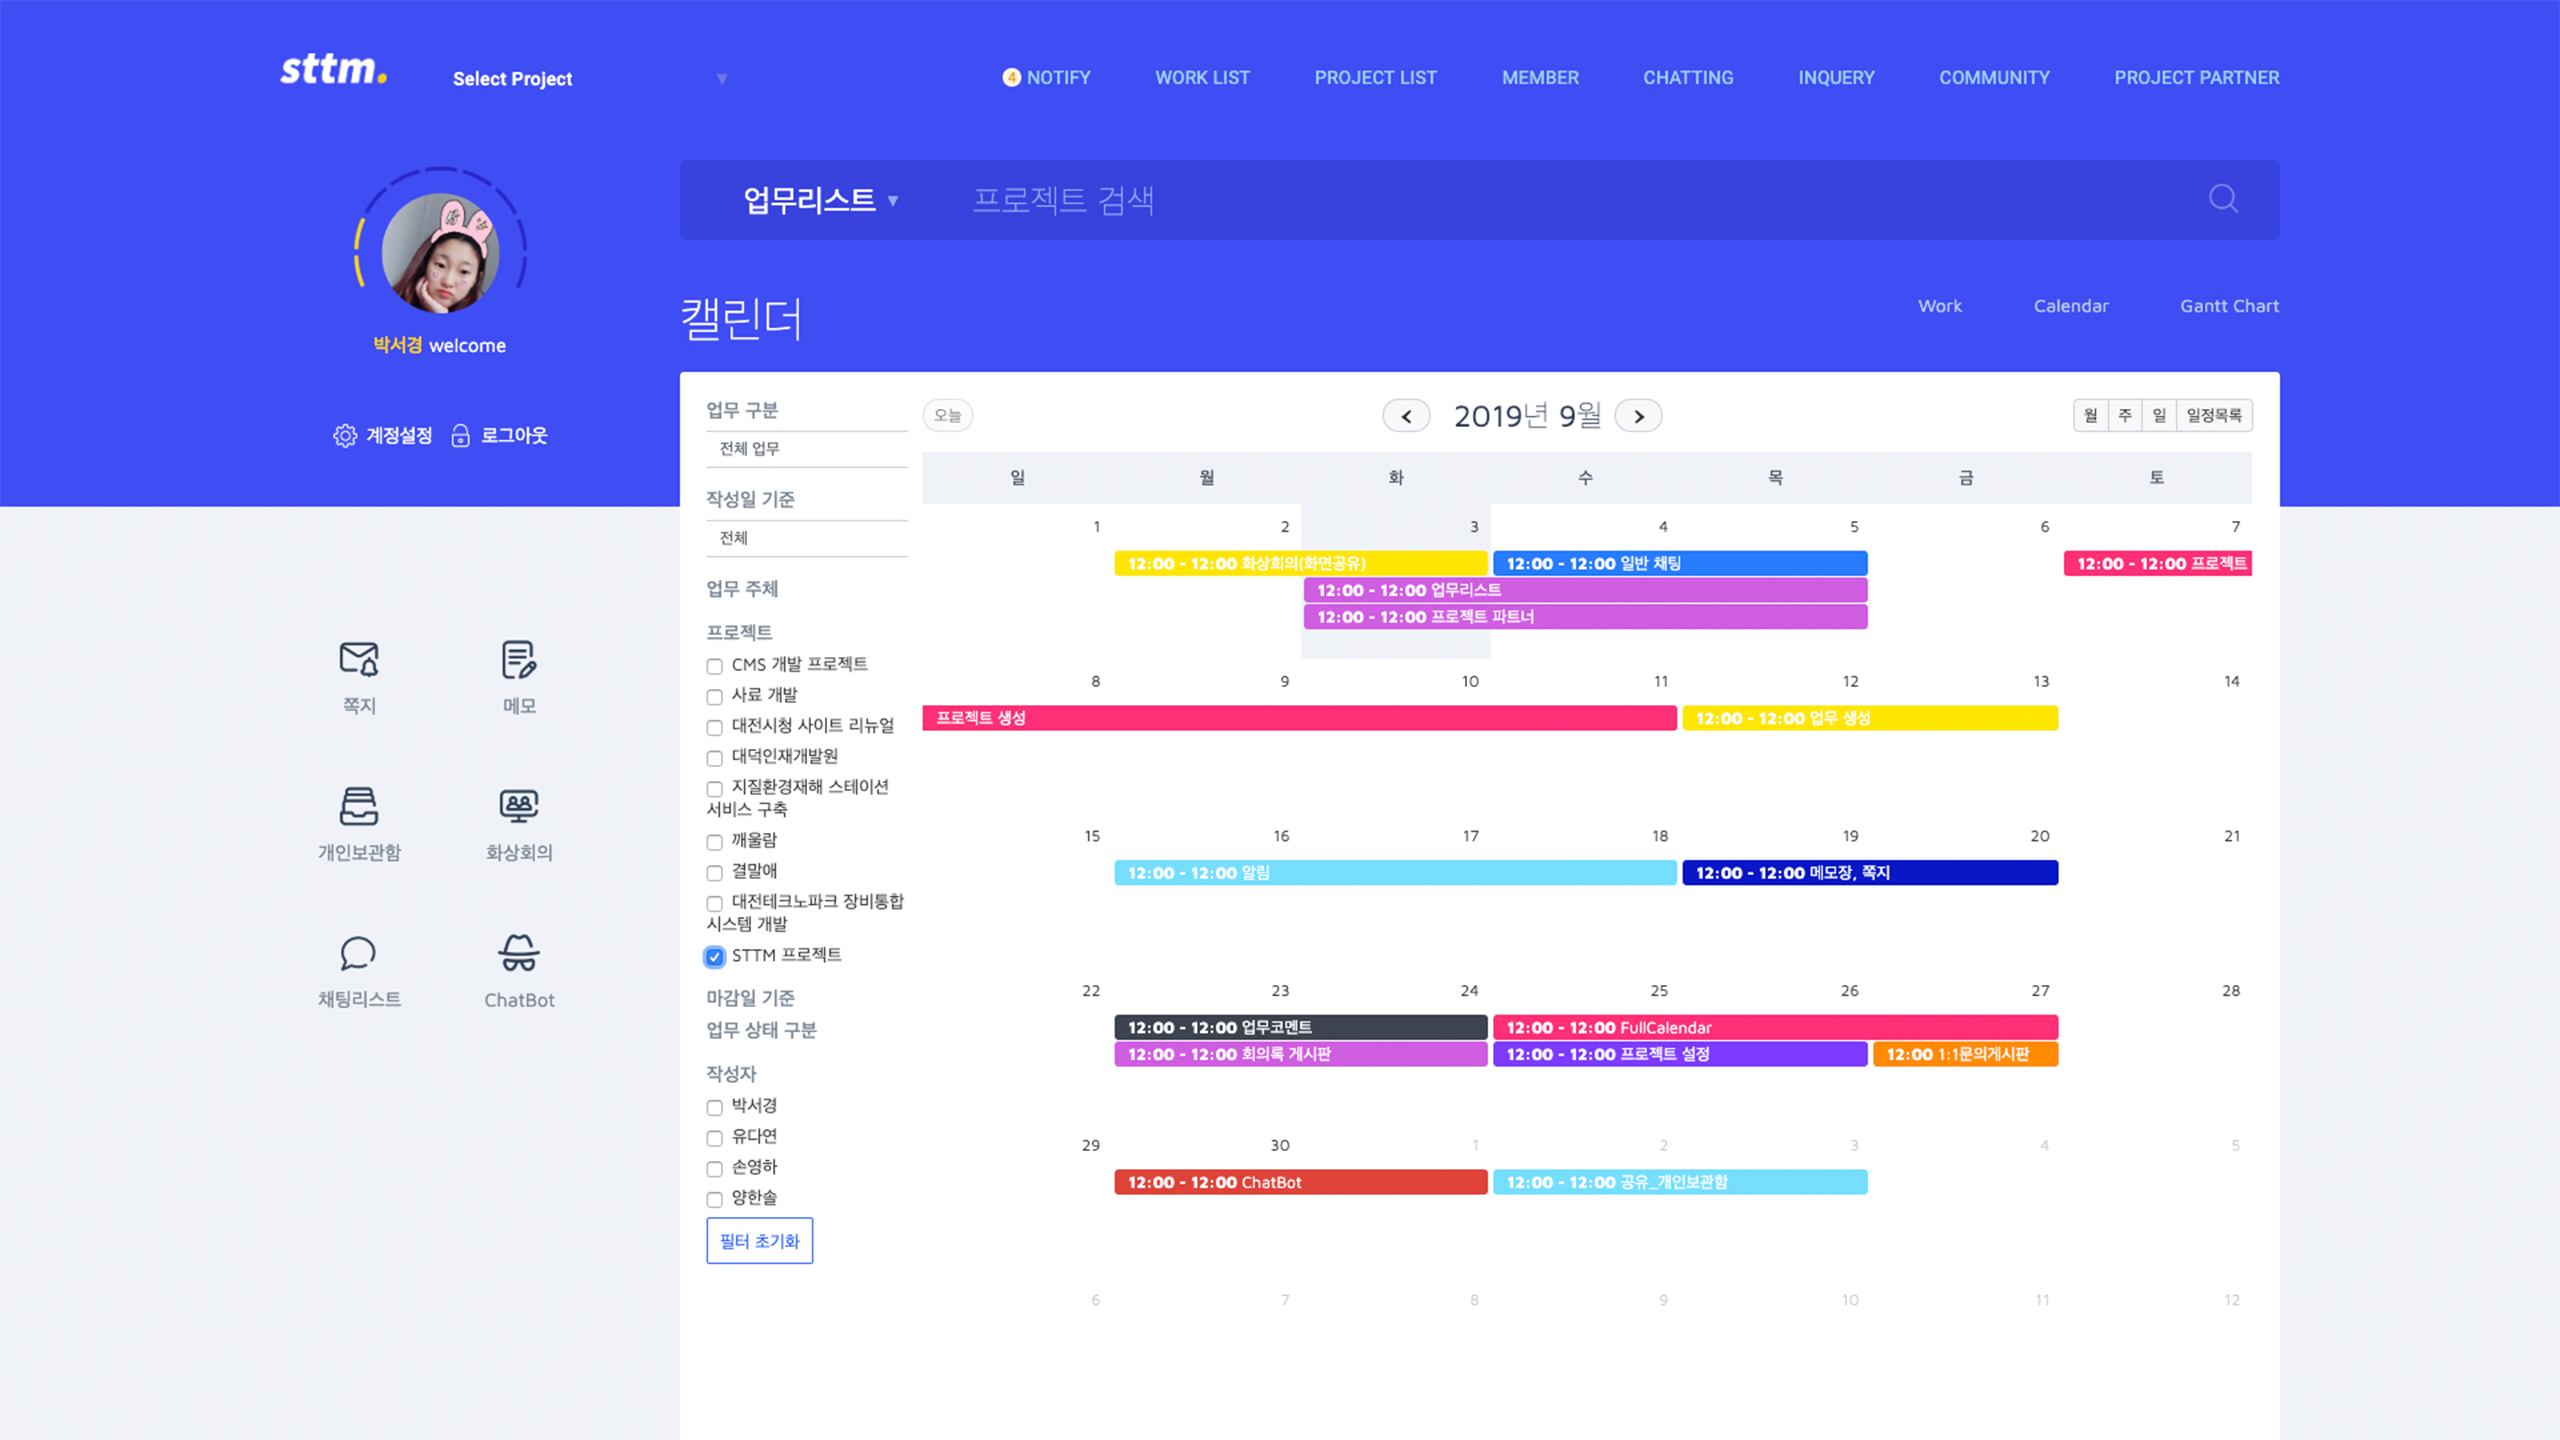 sttm.
Select Project ▼
4 NOTIFY
WORK LIST
PROJECT LIST
MEMBER
CHATTING
INQUERY
COMMUNITY
PROJECT PARTNER
박서경 welcome
계정설정
로그아웃
업무리스트 ▼
프로젝트 검색
캘린더
Work
Calendar
Gantt Chart
쪽지
메모
개인보관함
화상회의
채팅리스트
ChatBot
업무 구분
전체 업무
작성일 기준
전체
업무 주체
프로젝트
CMS 개발 프로젝트
사료 개발
대전시청 사이트 리뉴얼
대덕인재개발원
지질환경재해 스테이션
서비스 구축
깨울람
결말애
대전테크노파크 장비통합
시스템 개발
STTM 프로젝트
마감일 기준
업무 상태 구분
작성자
박서경
유다연
손영하
양한솔
필터 초기화
오늘
2019년 9월
월 주 일 일정목록
일 월 화 수 목 금 토
1 2 3 4 5 6 7
12:00 - 12:00 화상회의(화면공유)
12:00 - 12:00 일반 채팅
12:00 - 12:00 프로젝트
12:00 - 12:00 업무리스트
12:00 - 12:00 프로젝트 파트너
8 9 10 11 12 13 14
프로젝트 생성
12:00 - 12:00 업무 생성
15 16 17 18 19 20 21
12:00 - 12:00 알림
12:00 - 12:00 메모장, 쪽지
22 23 24 25 26 27 28
12:00 - 12:00 업무코멘트
12:00 - 12:00 FullCalendar
12:00 - 12:00 회의록 게시판
12:00 - 12:00 프로젝트 설정
12:00 1:1문의게시판
29 30 1 2 3 4 5
12:00 - 12:00 ChatBot
12:00 - 12:00 공유_개인보관함
6 7 8 9 10 11 12